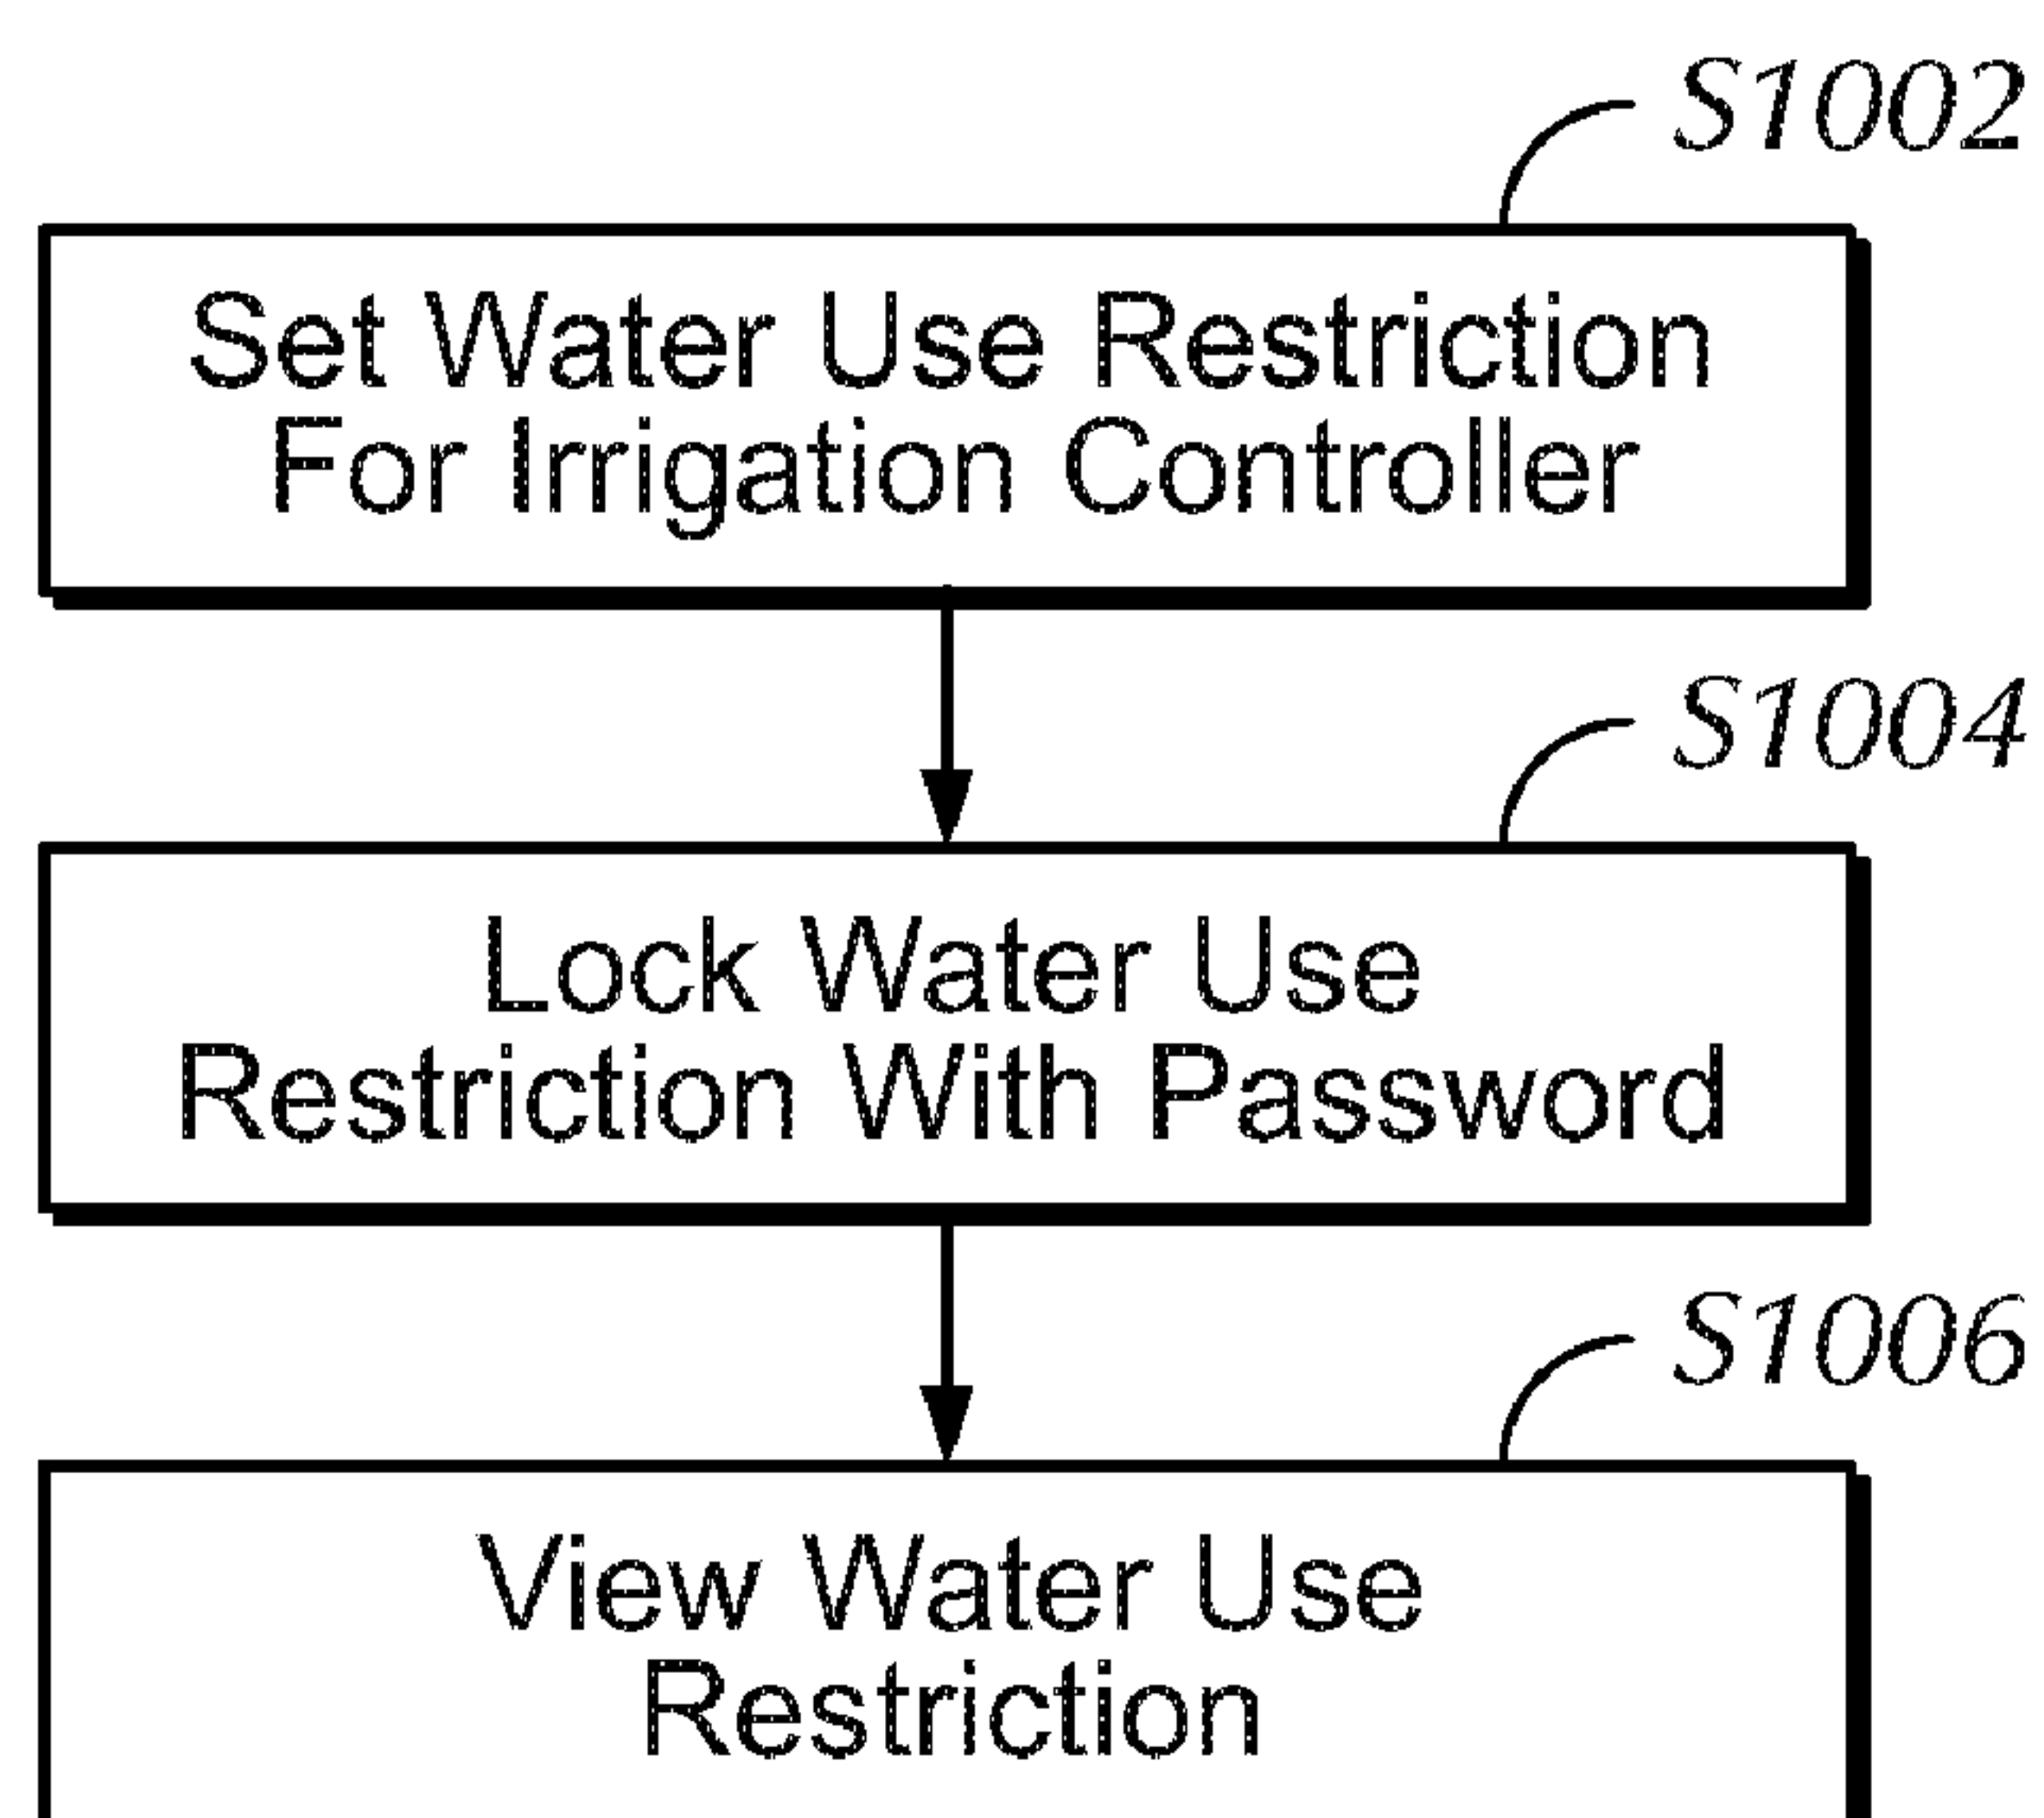 S1002
Set Water Use Restriction
For Irrigation Controller
S1004
Lock Water Use
Restriction With Password
S1006
View Water Use
Restriction